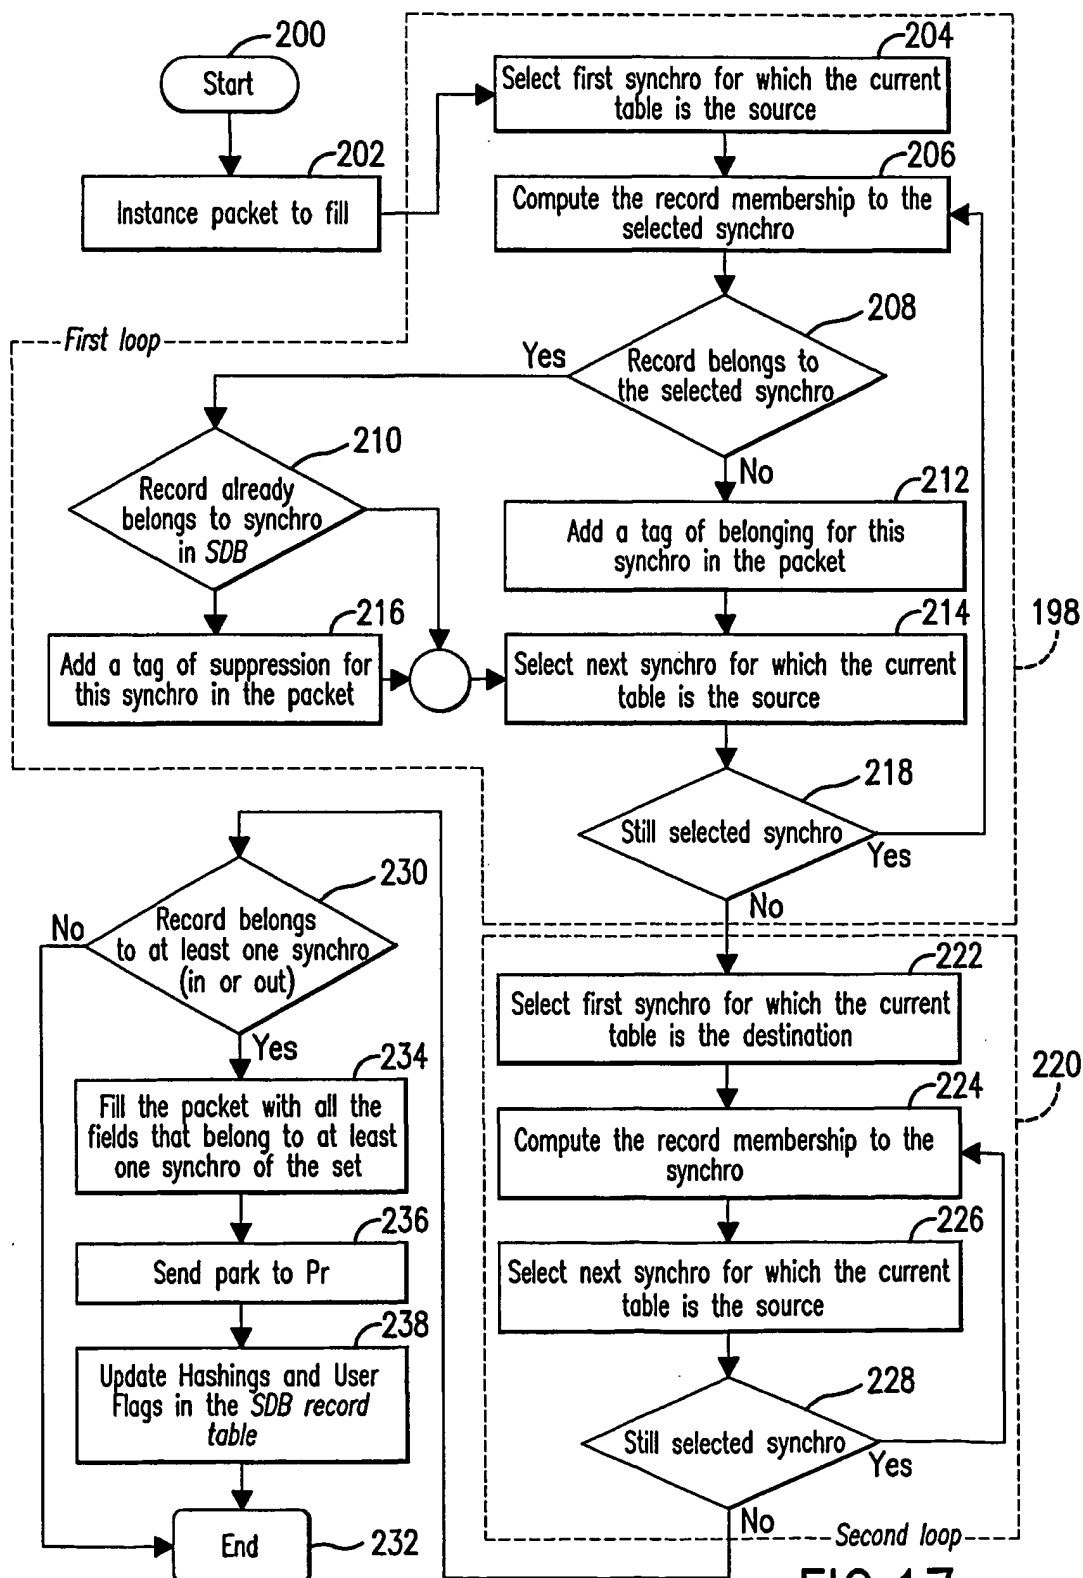 200
Start
202
Instance packet to fill
204
Select first synchro for which the current
table is the source
206
Compute the record membership to the
selected synchro
First loop
208
Record belongs to
the selected synchro
Yes
No
210
Record already
belongs to synchro
in SDB
212
Add a tag of belonging for this
synchro in the packet
216
Add a tag of suppression for
this synchro in the packet
214
Select next synchro for which the current
table is the source
198
218
Still selected synchro
Yes
No
230
Record belongs
to at least one synchro
(in or out)
No
Yes
222
Select first synchro for which the current
table is the destination
220
234
Fill the packet with all the
fields that belong to at least
one synchro of the set
224
Compute the record membership to the
synchro
236
Send park to Pr
226
Select next synchro for which the current
table is the source
238
Update Hashings and User
Flags in the SDB record
table
228
Still selected synchro
Yes
No
Second loop
End
232
FIG.17